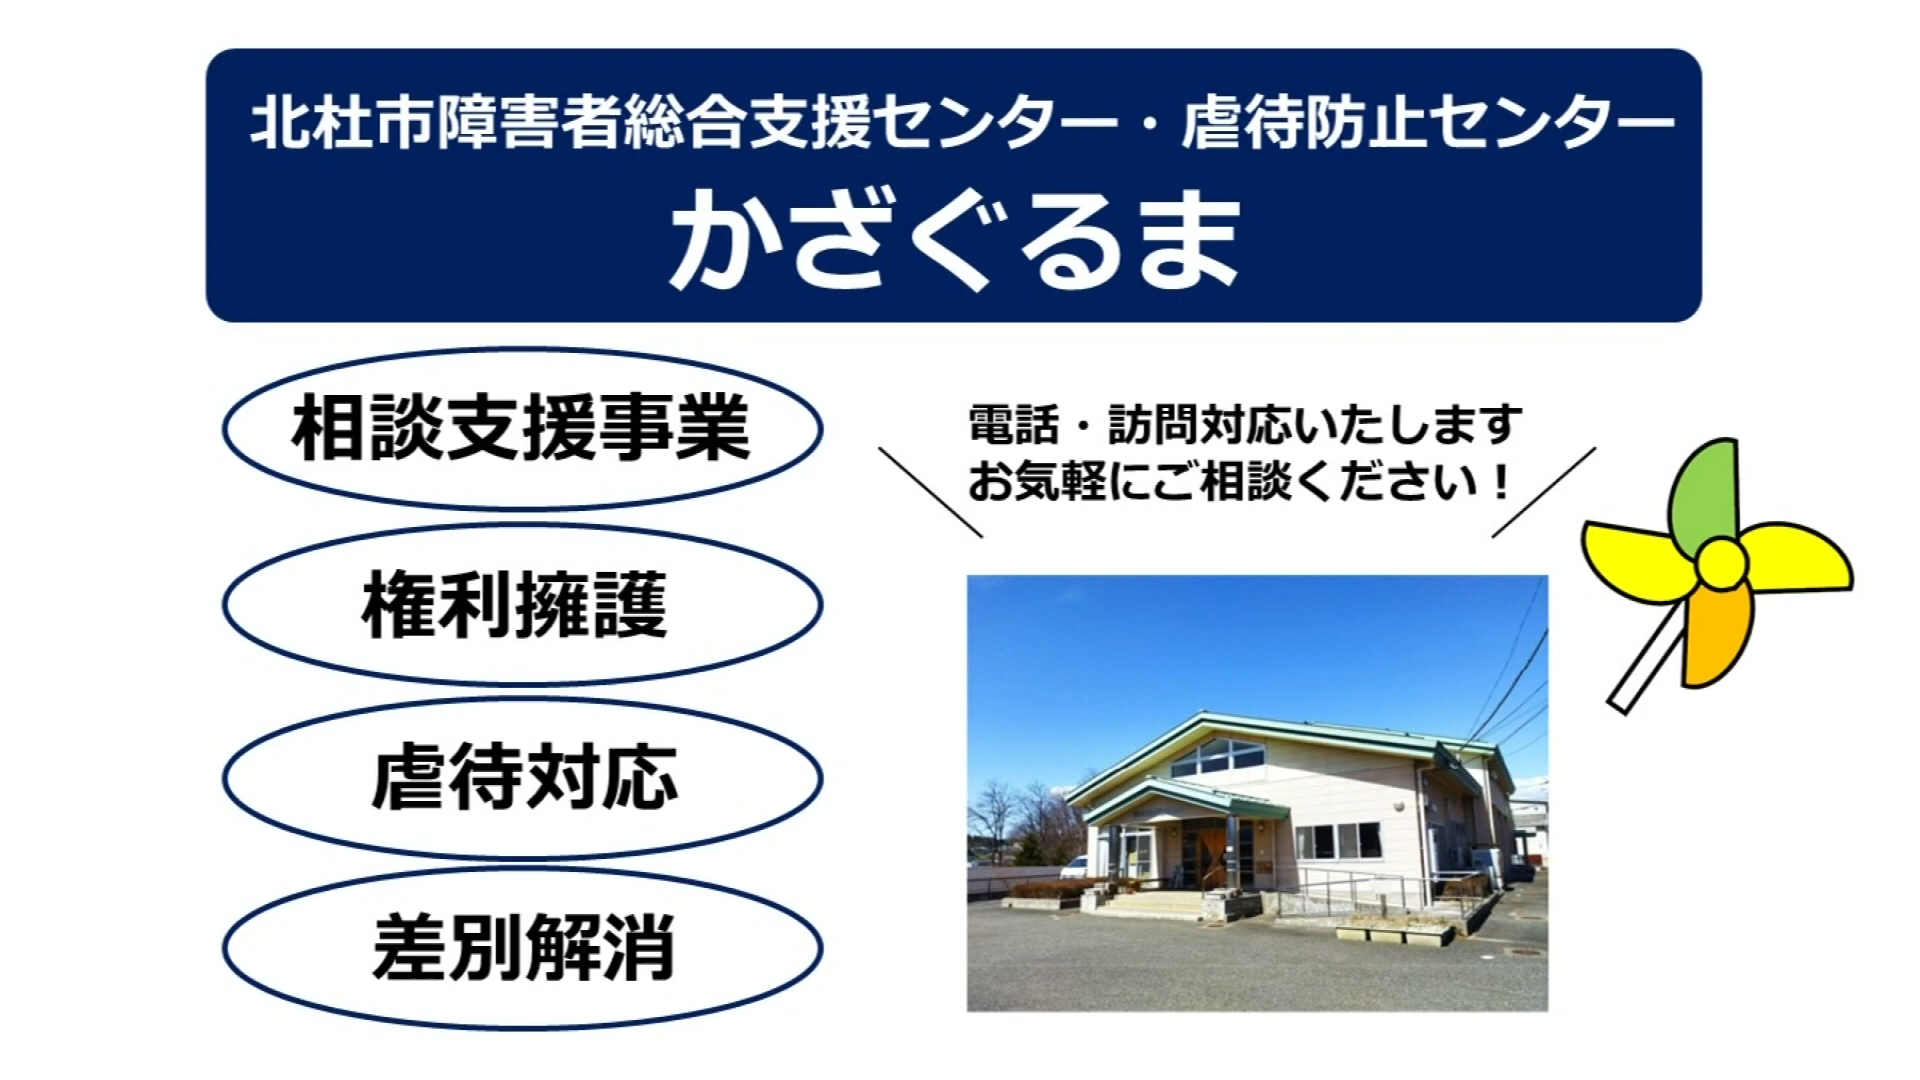 北杜市障害者総合支援センター・虐待防止センター
かざぐるま
相談支援事業
権利擁護
虐待対応
差別解消
電話・訪問対応いたします
お気軽にご相談ください！